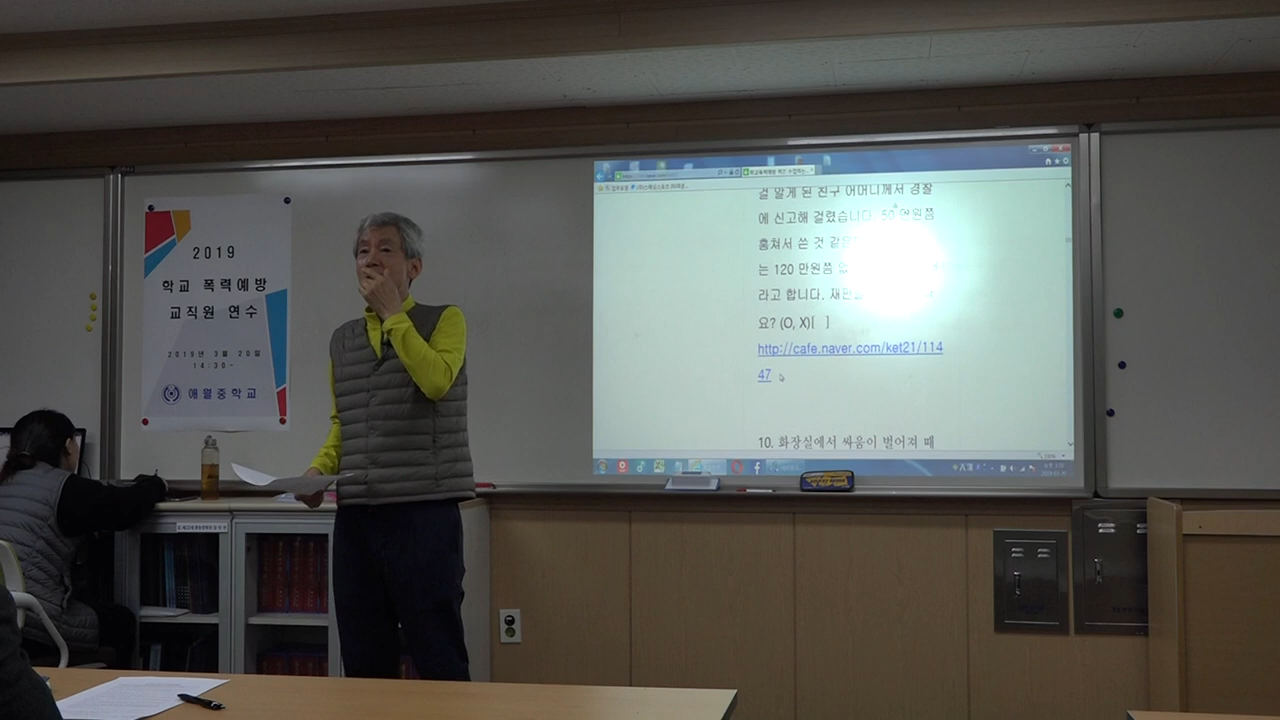 2019
학교 폭력예방
교직원 연수
2019년 3월 20일
14:30~
애월중학교
걸 알게 된 친구 어머니께서 경찰
에 신고해 걸렸습니다. 50 만원쯤
훔쳐서 쓴 것 같은
는 120 만원쯤
라고 합니다.
요? (O, X)[ ]
http://cafe.naver.com/ket21/114
47
10. 화장실에서 싸움이 벌어져 때